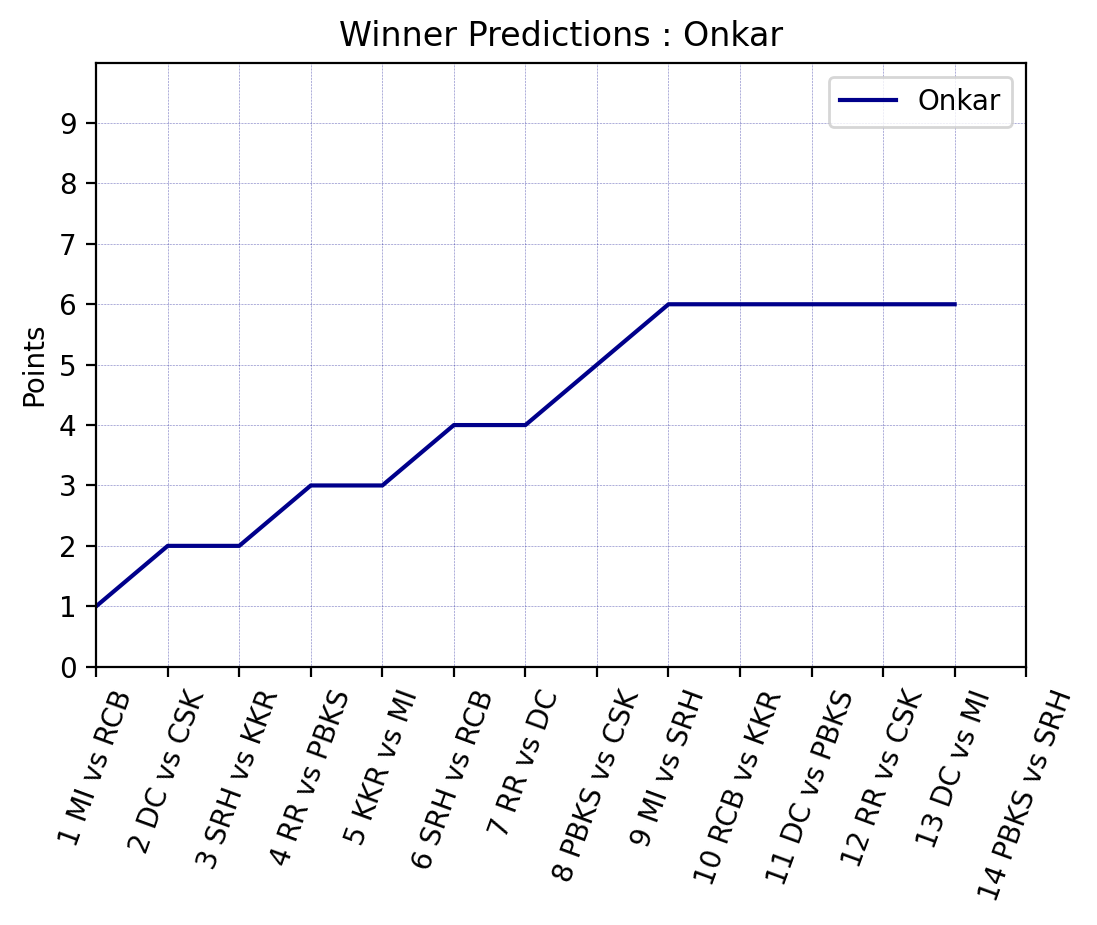 Winner Predictions : Onkar
Onkar
Points
9
8
7
6
5
4
3
2
1
0
1 MI vs RCB
2 DC vs CSK
3 SRH vs KKR
4 RR vs PBKS
5 KKR vs MI
6 SRH vs RCB
7 RR vs DC
8 PBKS vs CSK
9 MI vs SRH
10 RCB vs KKR
11 DC vs PBKS
12 RR vs CSK
13 DC vs MI
14 PBKS vs SRH